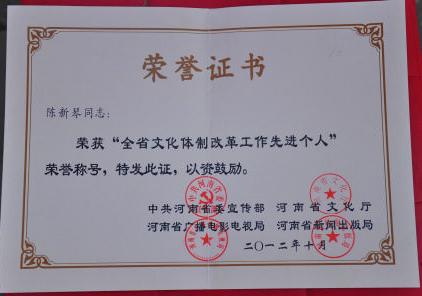 荣誉证书
陈新琴同志：
荣获“全省文化体制改革工作先进个人”
荣誉称号，特发此证，以资鼓励。
中共河南省委宣传部 河南省文化厅
河南省广播电影电视局 河南省新闻出版局
二〇一二年十月